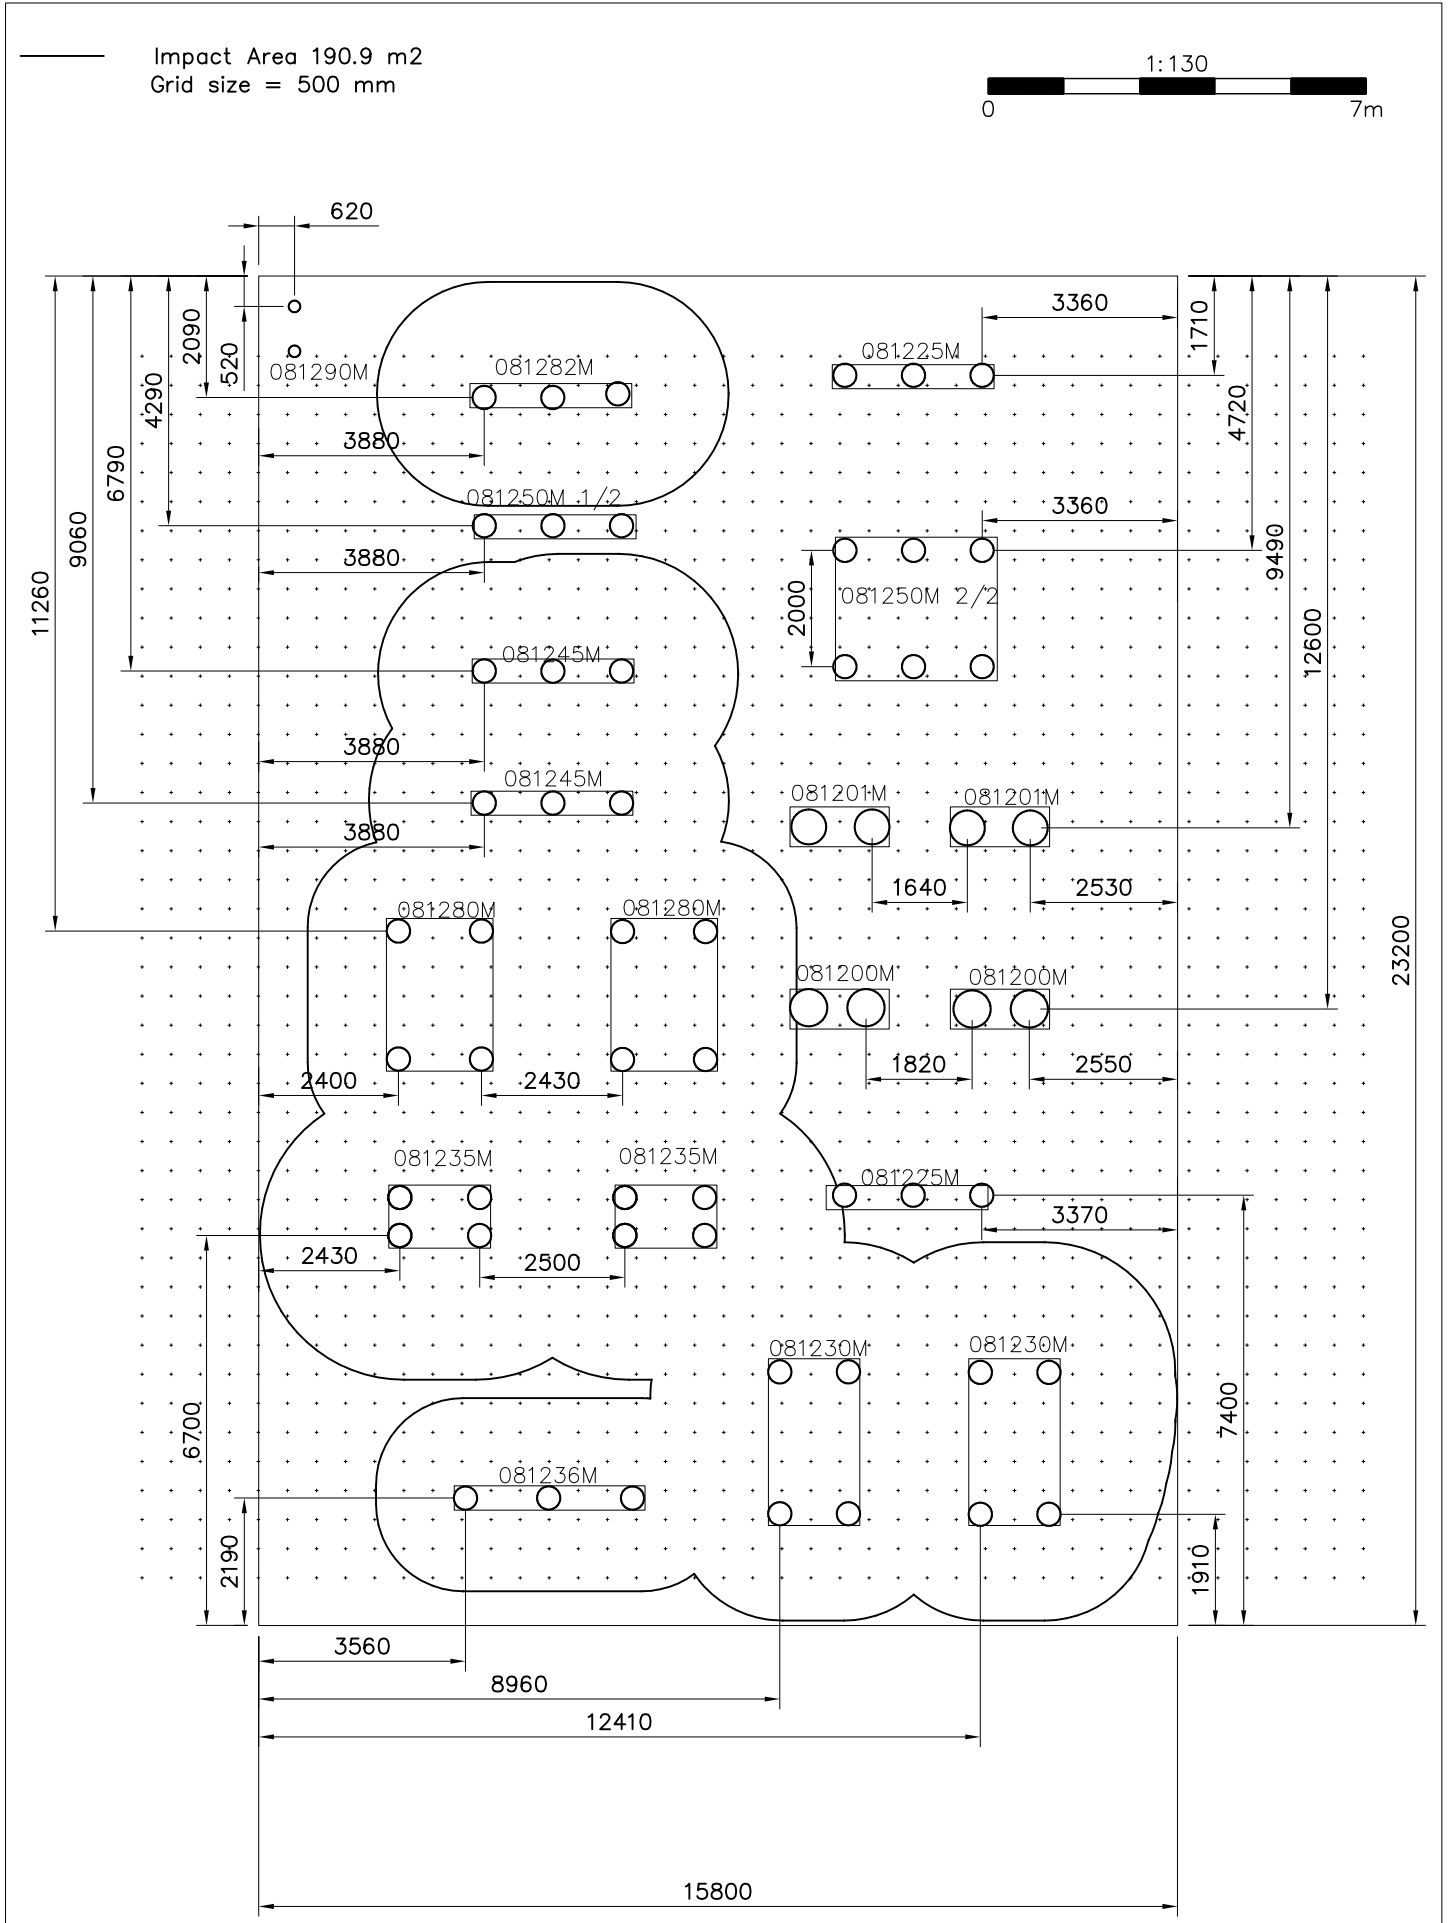 Impact Area 190.9 m2
Grid size = 500 mm
1:130
0
7m
620
3360
1710
2090
520
4290
081290M
081282M
081225M
4720
3880
6790
081250M 1/2
3360
9060
9490
3880
11260
2000
081250M 2/2
12600
081245M
3880
081245M
081201M
081201M
3880
1640
2530
081280M
081280M
23200
081200M
081200M
2400
2430
1820
2550
081235M
081235M
081225M
3370
2430
2500
081230M
081230M
6700
7400
081236M
2190
1910
3560
8960
12410
15800